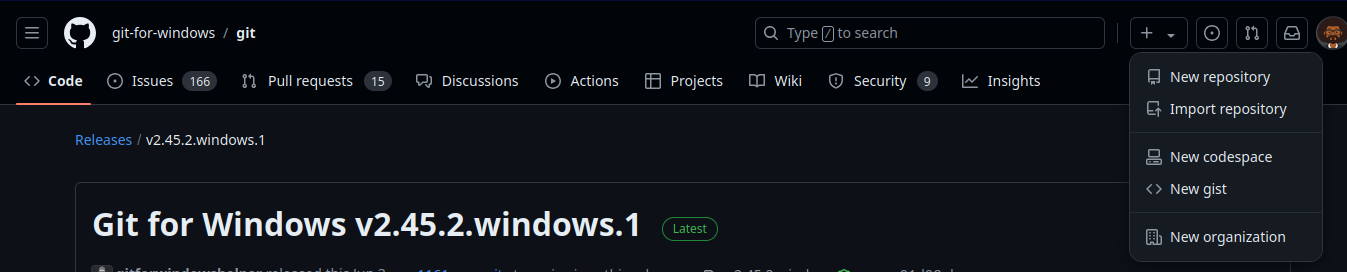 git-for-windows / git
Type / to search
Code
Issues 166
Pull requests 15
Discussions
Actions
Projects
Wiki
Security 9
Insights
New repository
Import repository
New codespace
New gist
New organization
Releases / v2.45.2.windows.1
Git for Windows v2.45.2.windows.1
Latest